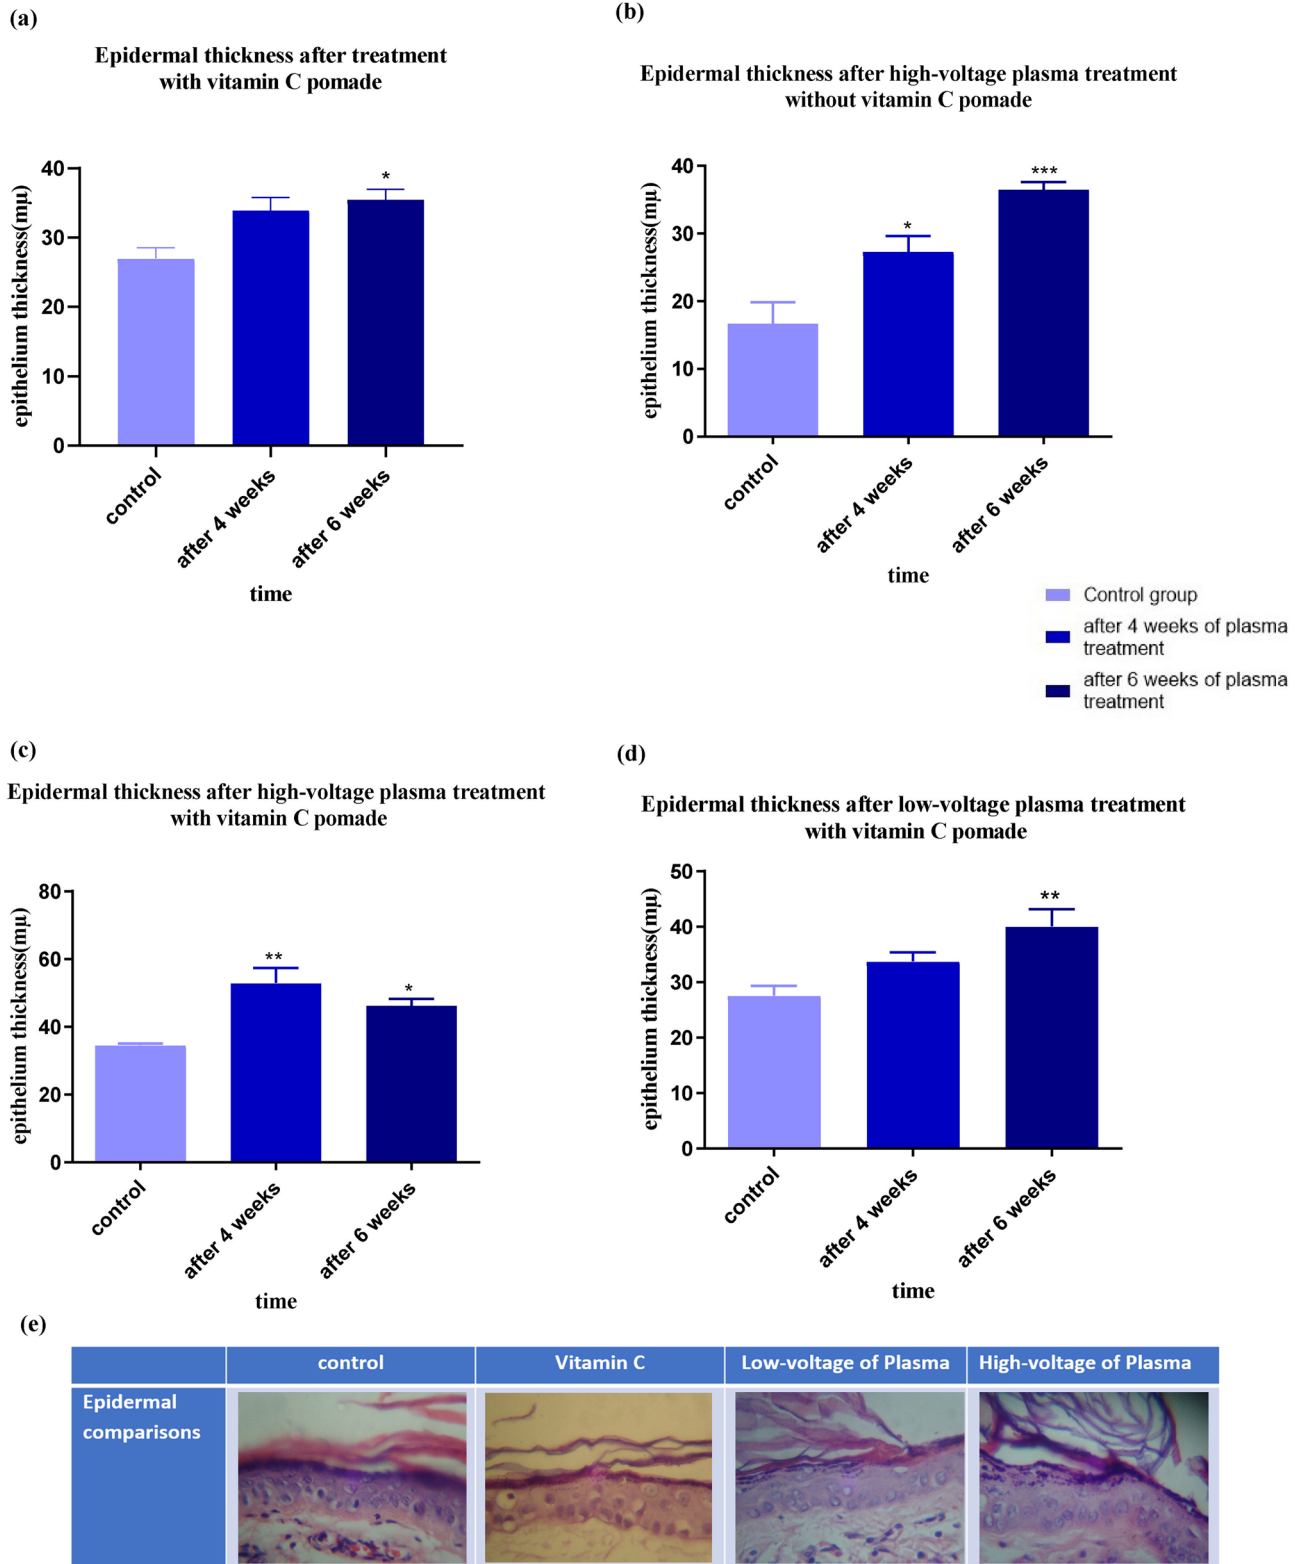 (a)
Epidermal thickness after treatment
with vitamin C pomade
epithelium thickness(mμ)
40
30
20
10
0
*
control
after 4 weeks
after 6 weeks
time
(b)
Epidermal thickness after high-voltage plasma treatment
without vitamin C pomade
epithelium thickness(mμ)
40
30
20
10
0
*
***
control
after 4 weeks
after 6 weeks
time
Control group
after 4 weeks of plasma
treatment
after 6 weeks of plasma
treatment
(c)
Epidermal thickness after high-voltage plasma treatment
with vitamin C pomade
epithelium thickness(mμ)
80
60
40
20
0
**
*
control
after 4 weeks
after 6 weeks
time
(d)
Epidermal thickness after low-voltage plasma treatment
with vitamin C pomade
epithelium thickness(mμ)
50
40
30
20
10
0
**
control
after 4 weeks
after 6 weeks
time
(e)
control
Vitamin C
Low-voltage of Plasma
High-voltage of Plasma
Epidermal
comparisons